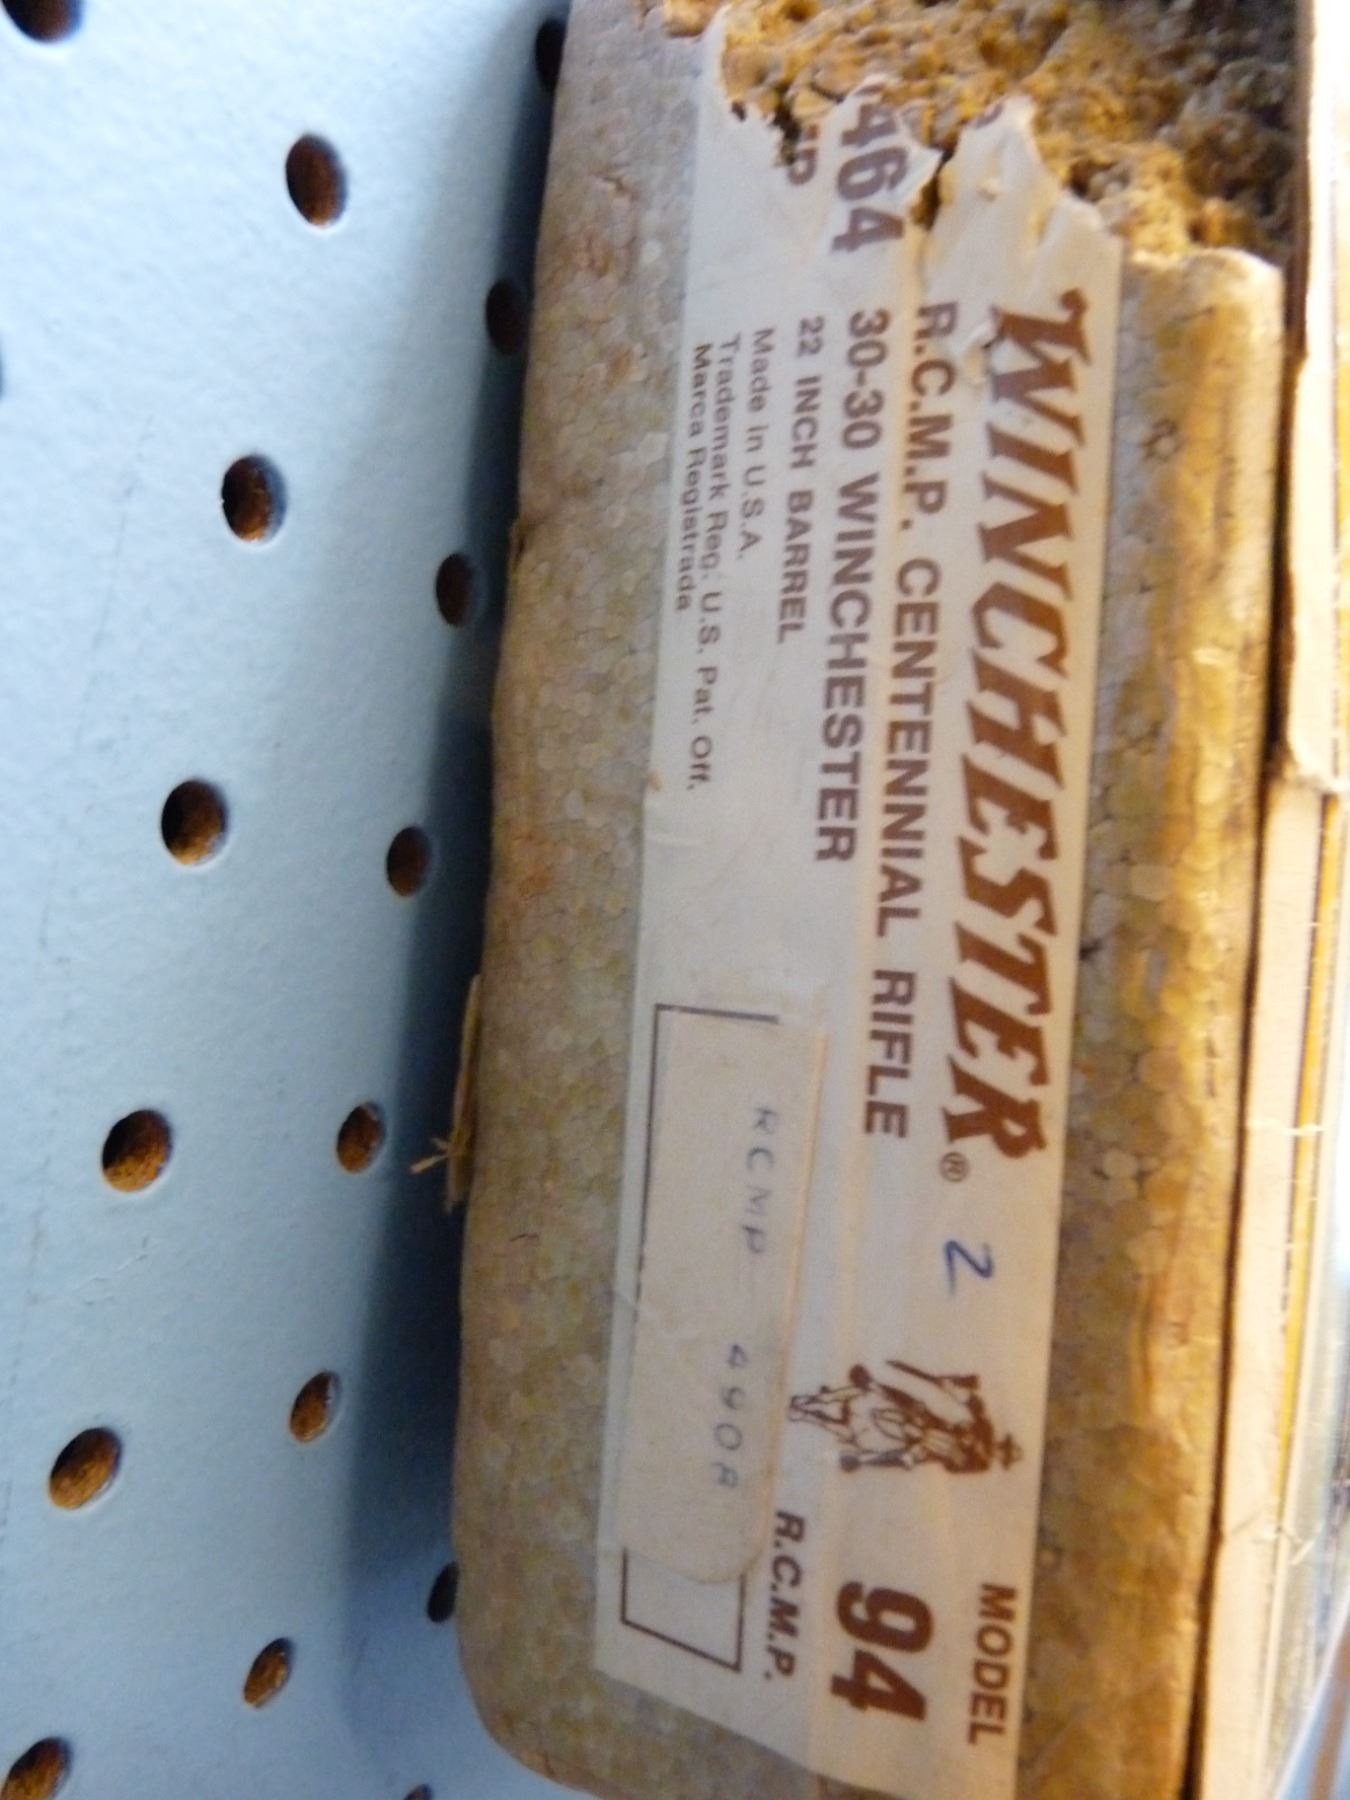 WINCHESTER® 2
R.C.M.P. CENTENNIAL RIFLE
464 30-30 WINCHESTER
22 INCH BARREL
Made in U.S.A.
Trademark Reg. U.S. Pat. Off.
Marca Registrada
RCMP 490A
MODEL
94
R.C.M.P.